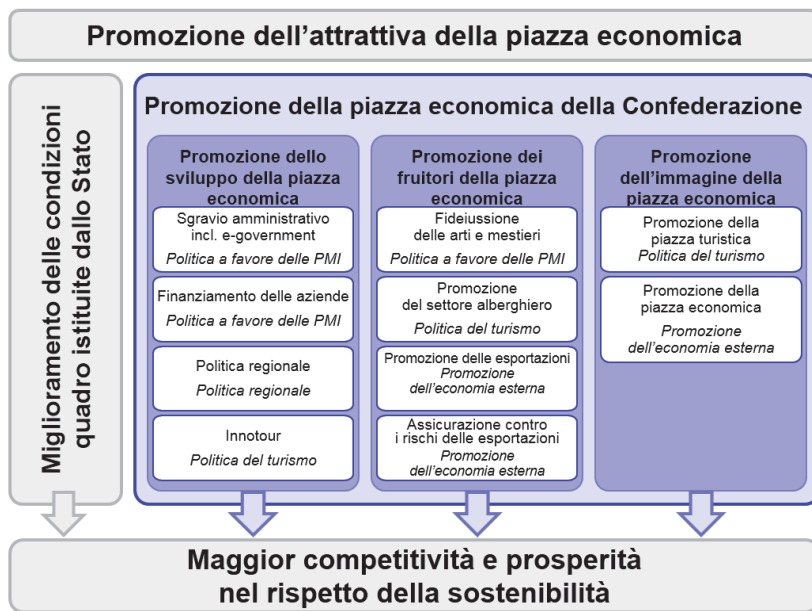 Promozione dell'attrattiva della piazza economica
Miglioramento delle condizioni
quadro istituite dallo Stato
Promozione della piazza economica della Confederazione
Promozione dello
sviluppo della piazza
economica
Sgravio amministrativo
incl. e-government
Politica a favore delle PMI
Finanziamento delle aziende
Politica a favore delle PMI
Politica regionale
Politica regionale
Innotour
Politica del turismo
Promozione dei
fruitori della piazza
economica
Fideiussione
delle arti e mestieri
Politica a favore delle PMI
Promozione
del settore alberghiero
Politica del turismo
Promozione delle esportazioni
Promozione
dell'economia esterna
Assicurazione contro
i rischi delle esportazioni
Promozione
dell'economia esterna
Promozione
dell'immagine della
piazza economica
Promozione della
piazza turistica
Politica del turismo
Promozione della
piazza economica
Promozione
dell'economia esterna
Maggior competitività e prosperità
nel rispetto della sostenibilità